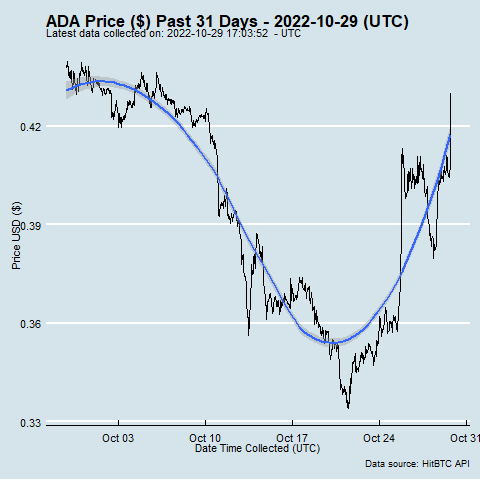 ADA Price ($) Past 31 Days - 2022-10-29 (UTC)
Latest data collected on: 2022-10-29 17:03:52 - UTC
0.42
0.39
0.36
0.33
Price USD ($)
Oct 03
Oct 10
Oct 17
Oct 24
Oct 31
Date Time Collected (UTC)
Data source: HitBTC API